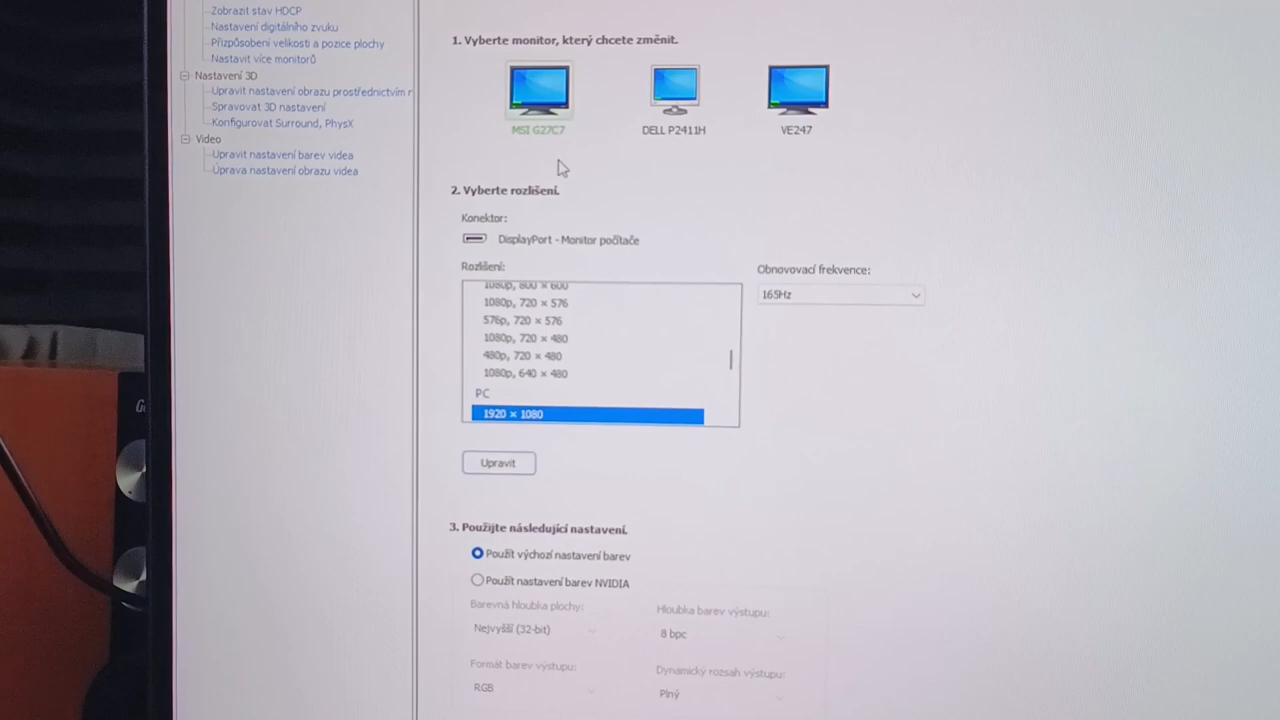 Zobrazit stav HDCP
Nastavení digitálního zvuku
Přizpůsobení velikosti a pozice plochy
Nastavit více monitorů
Nastavení 3D
Upravit nastavení obrazu prostřednictvím r
Spravovat 3D nastavení
Konfigurovat Surround, PhysX
Video
Upravit nastavení barev videa
Úprava nastavení obrazu videa
1. Vyberte monitor, který chcete změnit.
MSI G27C7
DELL P2411H
VE247
2. Vyberte rozlišení.
Konektor:
DisplayPort - Monitor počítače
Rozlišení:
Obnovovací frekvence:
165Hz
1080p, 800 × 600
1080p, 720 × 576
576p, 720 × 576
1080p, 720 × 480
480p, 720 × 480
1080p, 640 × 480
PC
1920 × 1080
Upravit
3. Použijte následující nastavení.
Použít výchozí nastavení barev
Použít nastavení barev NVIDIA
Barevná hloubka plochy:
Hloubka barev výstupu:
Nejvyšší (32-bit)
8 bpc
Formát barev výstupu:
Dynamický rozsah výstupu:
RGB
Plný